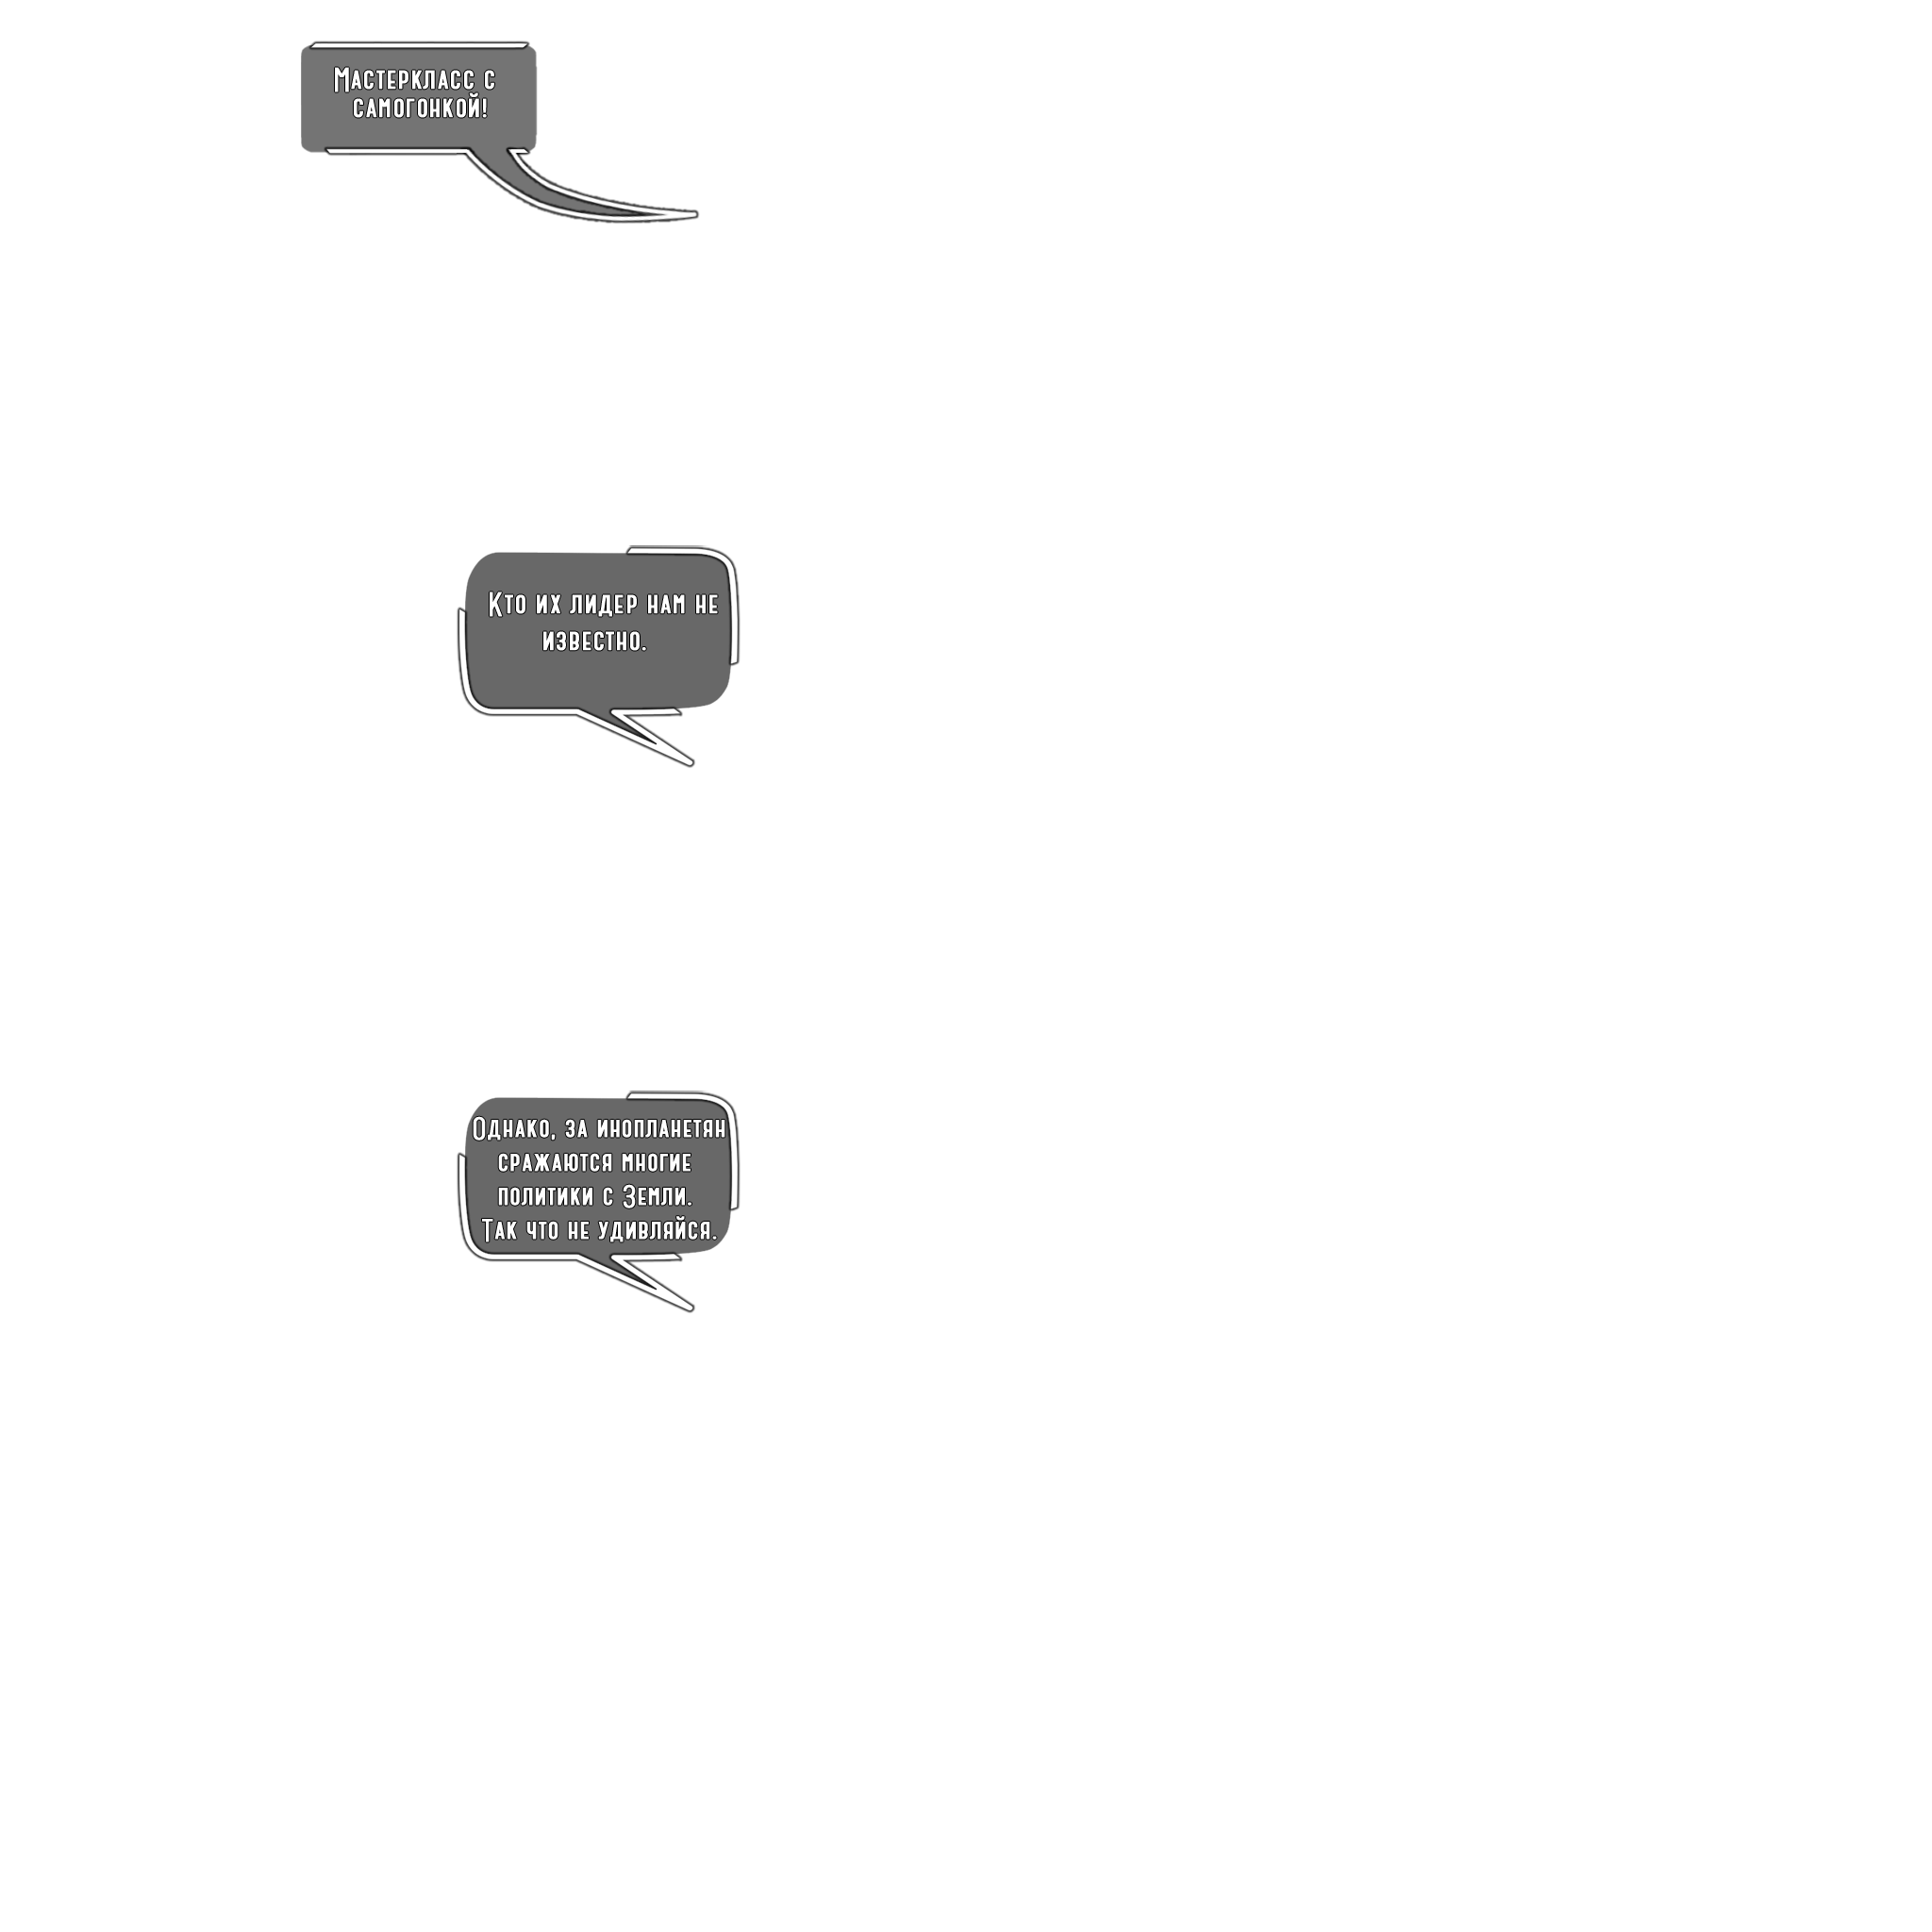 Мастеркласс с
самогонкой!
Кто их лидер нам не
известно.
Однако, за инопланетян
сражаются многие
политики с Земли.
Так что не удивляйся.